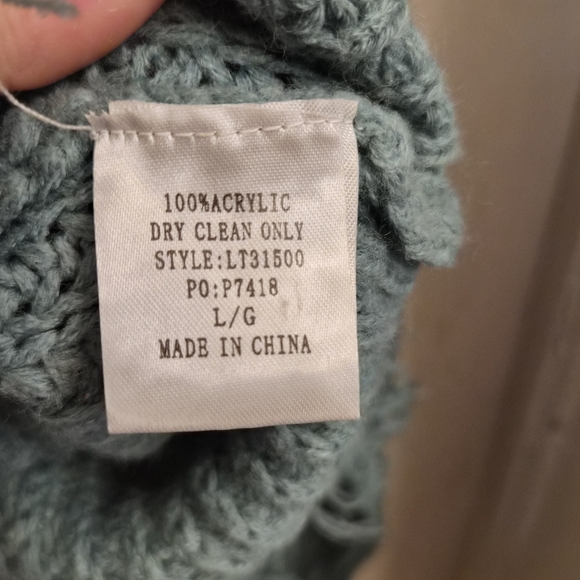 100%ACRYLIC
DRY CLEAN ONLY
STYLE:LT31500
PO:P7418
L/G
MADE IN CHINA